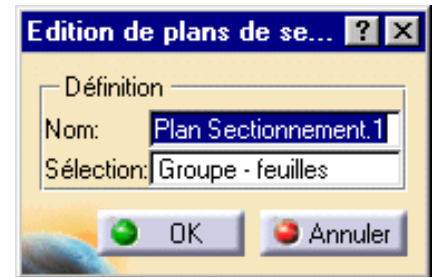 Edition de plans de se... ? X
Définition
Nom: Plan Sectionnement.1
Sélection: Groupe - feuilles
OK Annuler